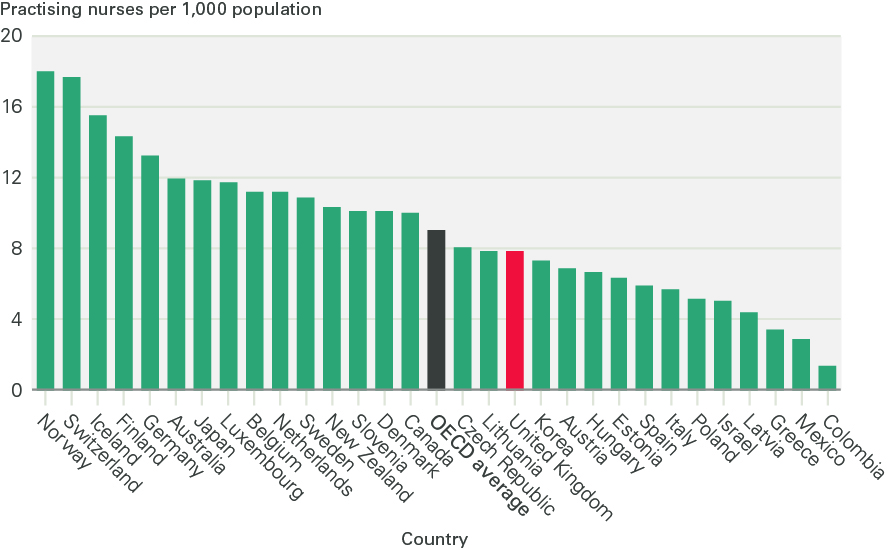 Practising nurses per 1,000 population
20
16
12
8
4
0
Norway
Switzerland
Iceland
Finland
Germany
Australia
Japan
Luxembourg
Belgium
Netherlands
Sweden
New Zealand
Slovenia
Denmark
Canada
OECD average
Czech Republic
Lithuania
United Kingdom
Korea
Austria
Hungary
Estonia
Spain
Italy
Poland
Israel
Latvia
Greece
Mexico
Colombia
Country